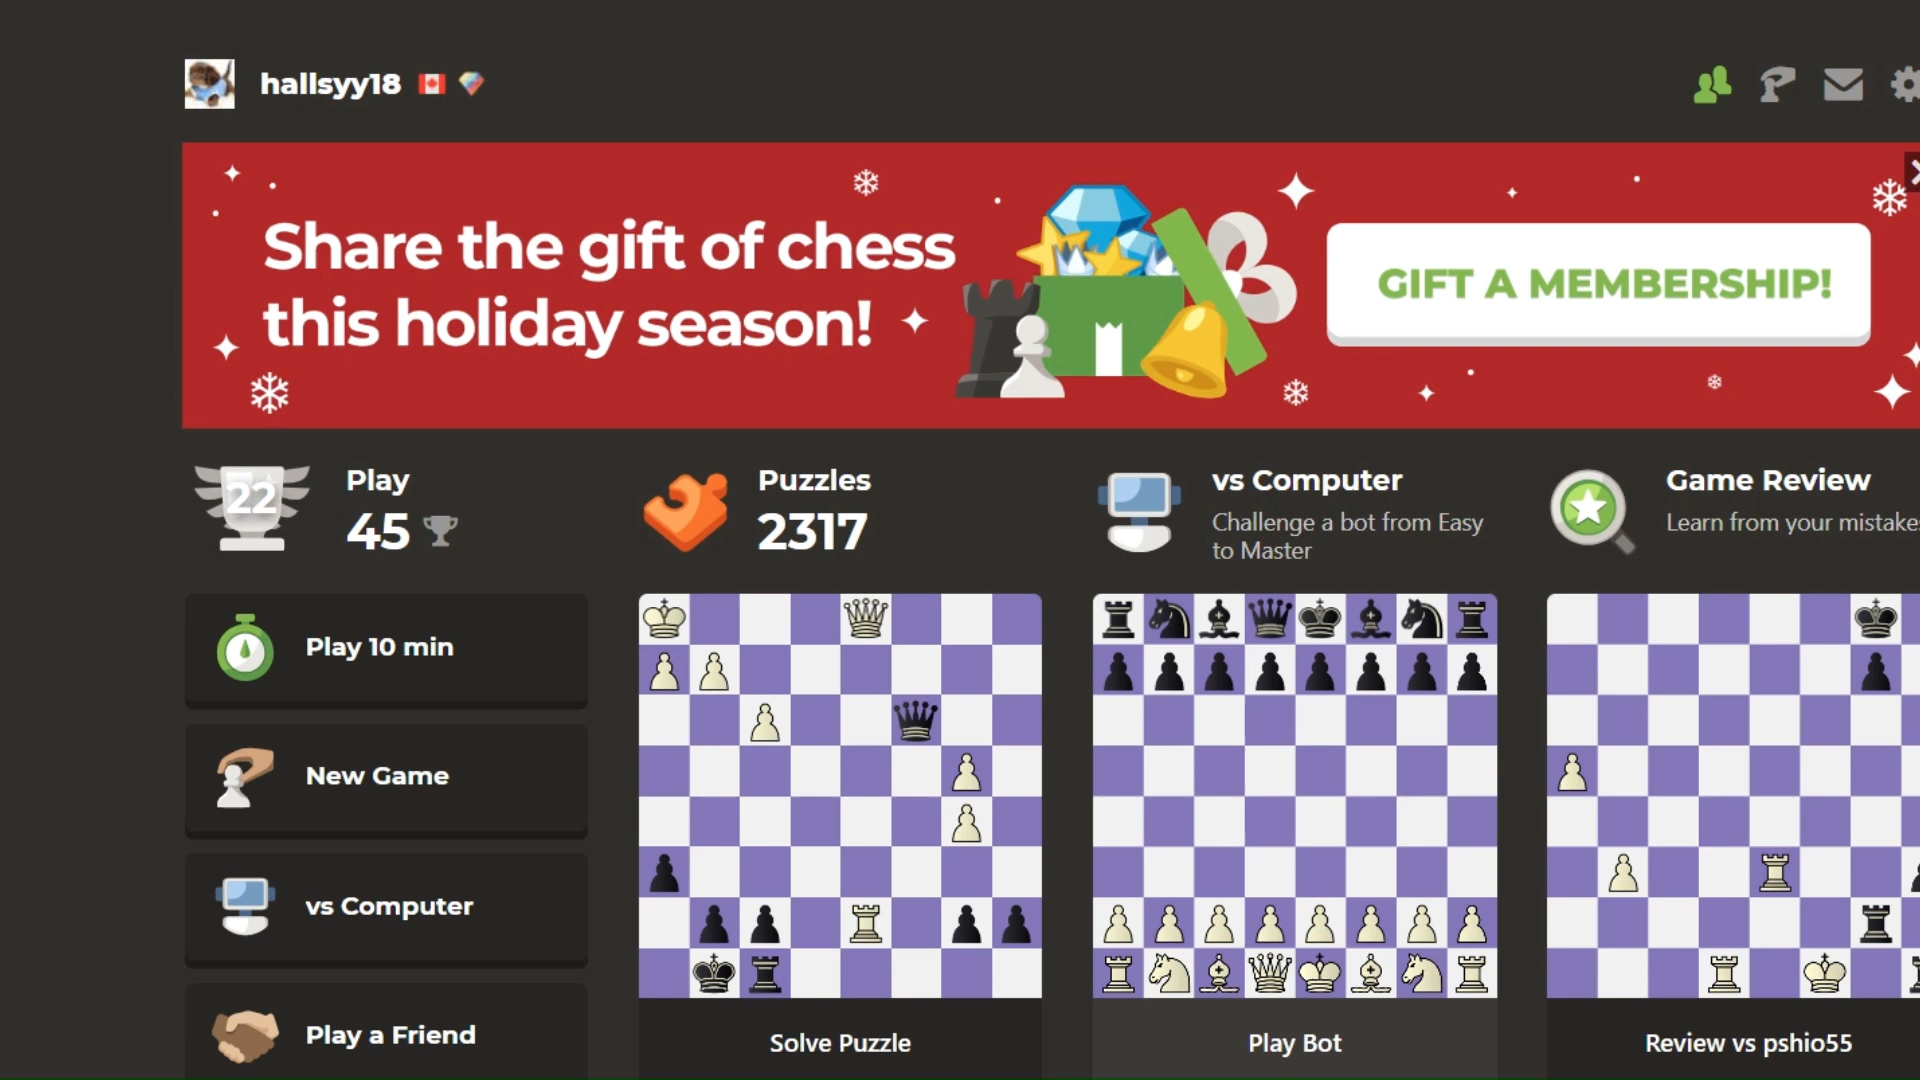 hallsyy18
Share the gift of chess
this holiday season!
GIFT A MEMBERSHIP!
22
Play
45
Puzzles
2317
vs Computer
Challenge a bot from Easy
to Master
Game Review
Learn from your mistakes
Play 10 min
New Game
vs Computer
Play a Friend
Solve Puzzle
Play Bot
Review vs pshio55